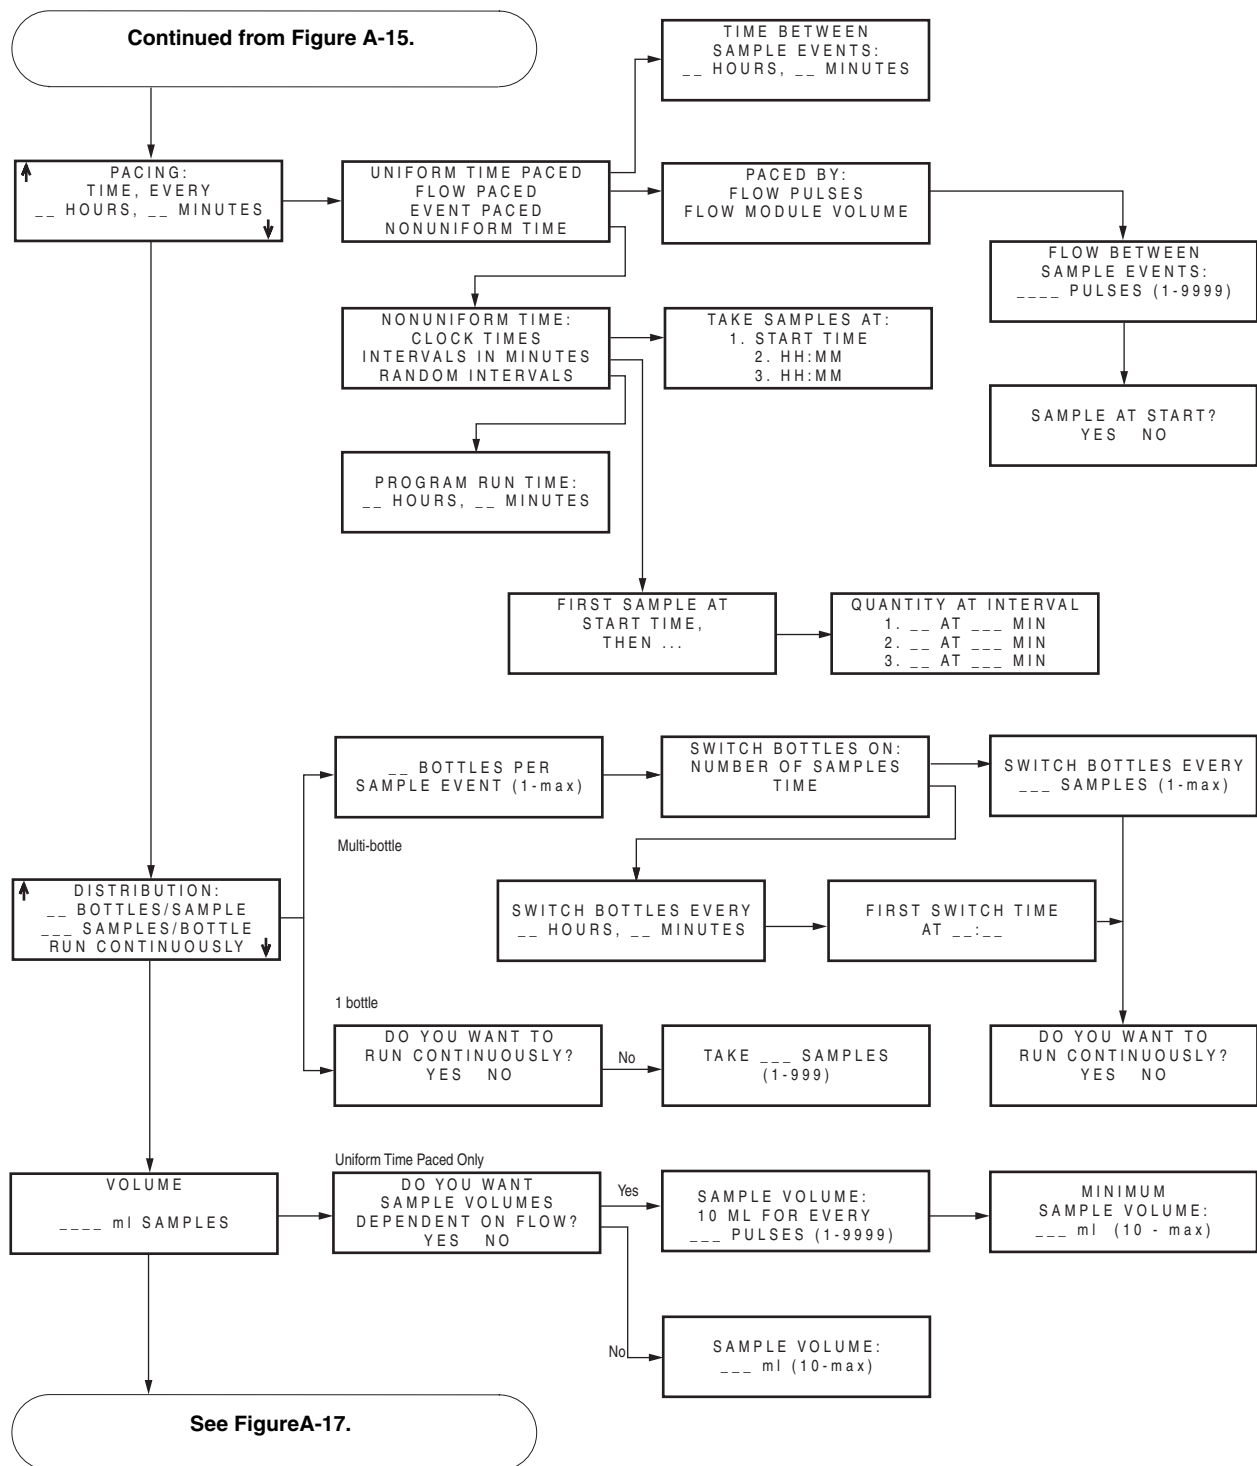 Continued from Figure A-15.
TIME BETWEEN
SAMPLE EVENTS:
__ HOURS, __ MINUTES
PACING:
TIME, EVERY
__ HOURS, __ MINUTES
UNIFORM TIME PACED
FLOW PACED
EVENT PACED
NONUNIFORM TIME
PACED BY:
FLOW PULSES
FLOW MODULE VOLUME
FLOW BETWEEN
SAMPLE EVENTS:
____ PULSES (1-9999)
NONUNIFORM TIME:
CLOCK TIMES
INTERVALS IN MINUTES
RANDOM INTERVALS
TAKE SAMPLES AT:
1. START TIME
2. HH:MM
3. HH:MM
SAMPLE AT START?
YES NO
PROGRAM RUN TIME:
__ HOURS, __ MINUTES
FIRST SAMPLE AT
START TIME,
THEN ...
QUANTITY AT INTERVAL
1. __ AT ___ MIN
2. __ AT ___ MIN
3. __ AT ___ MIN
__ BOTTLES PER
SAMPLE EVENT (1-max)
SWITCH BOTTLES ON:
NUMBER OF SAMPLES
TIME
SWITCH BOTTLES EVERY
___ SAMPLES (1-max)
Multi-bottle
DISTRIBUTION:
__ BOTTLES/SAMPLE
___ SAMPLES/BOTTLE
RUN CONTINUOUSLY
SWITCH BOTTLES EVERY
__ HOURS, __ MINUTES
FIRST SWITCH TIME
AT __:__
1 bottle
DO YOU WANT TO
RUN CONTINUOUSLY?
YES NO
No
TAKE ___ SAMPLES
(1-999)
DO YOU WANT TO
RUN CONTINUOUSLY?
YES NO
Uniform Time Paced Only
VOLUME
____ ml SAMPLES
DO YOU WANT
SAMPLE VOLUMES
DEPENDENT ON FLOW?
YES NO
Yes
SAMPLE VOLUME:
10 ML FOR EVERY
___ PULSES (1-9999)
MINIMUM
SAMPLE VOLUME:
___ ml (10 - max)
No
SAMPLE VOLUME:
___ ml (10-max)
See FigureA-17.